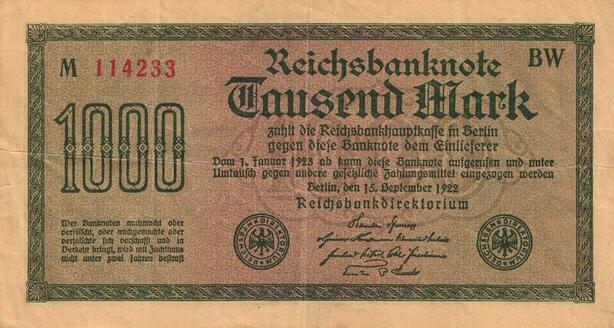 M 114233
Reichsbanknote
BW
Tausend Mark
1000
zahlt die Reichsbankhauptkasse in Berlin
gegen diese Banknote dem Einlieferer
Vom 1. Januar 1923 ab kann diese Banknote aufgerufen und unter
Umtausch gegen andere gesetzliche Zahlungsmittel eingezogen werden
Berlin, den 15. September 1922
Reichsbankdirektorium
Wer Banknoten nachmacht oder
verfälscht, oder nachgemachte oder
verfälschte sich verschafft und in
Verkehr bringt, wird mit Zuchthaus
nicht unter zwei Jahren bestraft